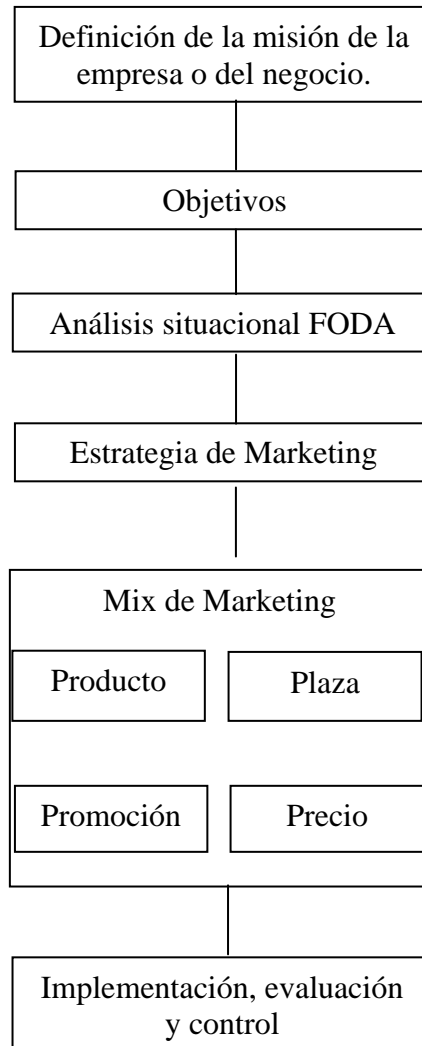 Definición de la misión de la
empresa o del negocio.
Objetivos
Análisis situacional FODA
Estrategia de Marketing
Mix de Marketing
Producto
Plaza
Promoción
Precio
Implementación, evaluación
y control